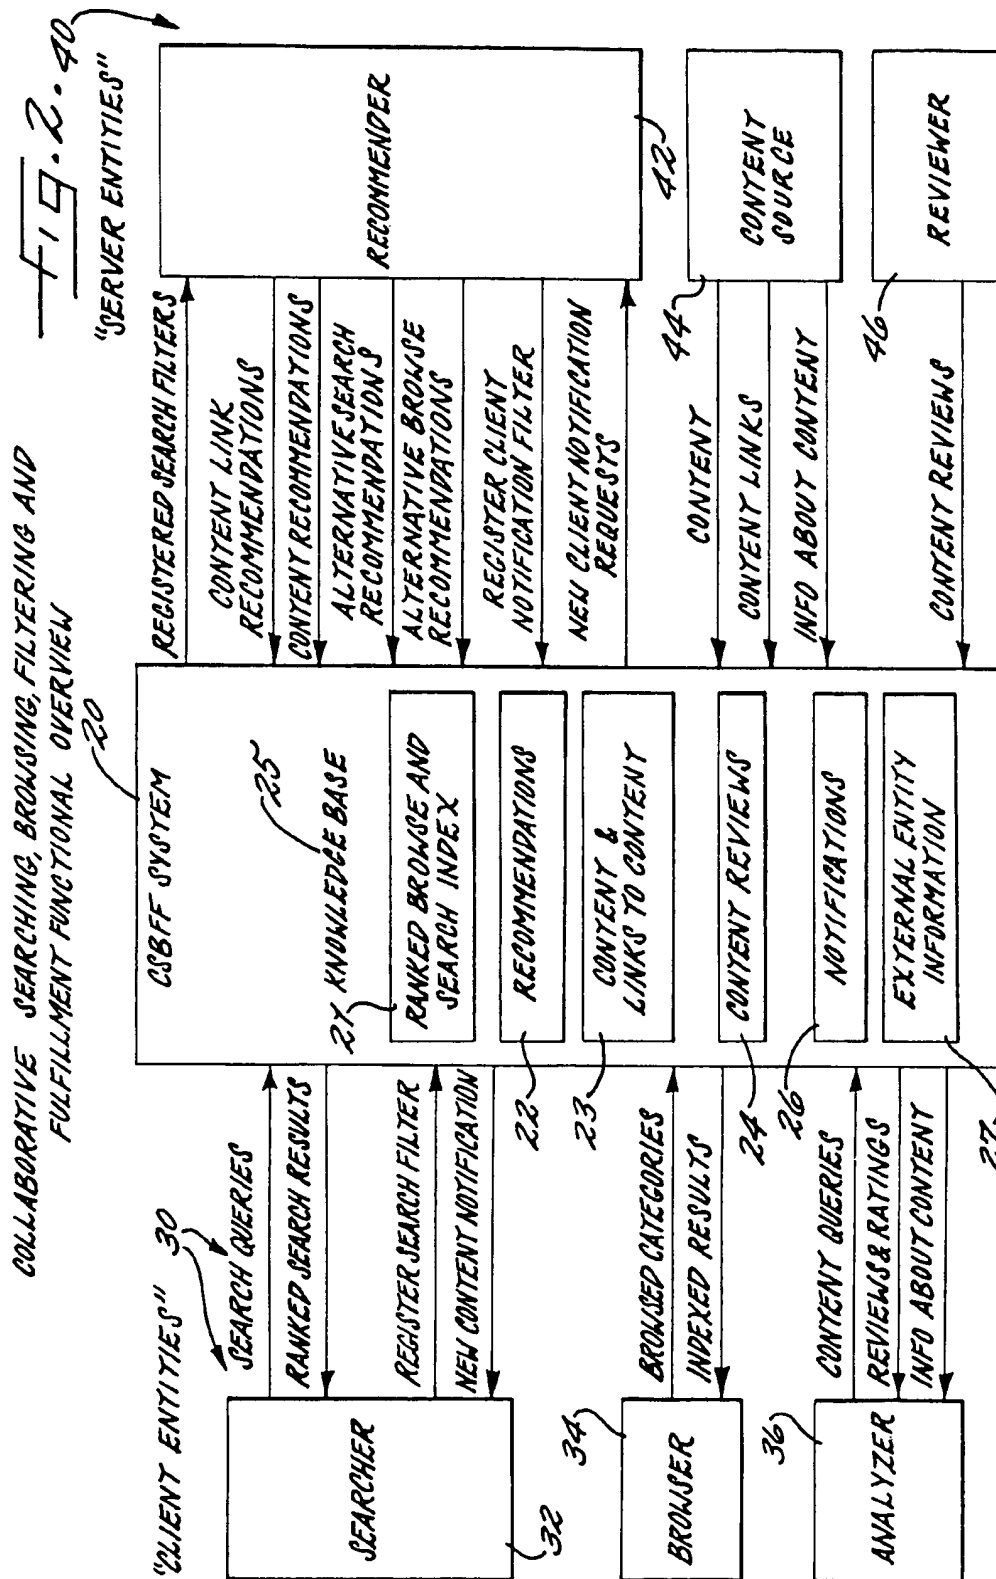 COLLABORATIVE SEARCHING, BROWSING, FILTERING AND
FULFILLMENT FUNCTIONAL OVERVIEW
FIG. 2.
"CLIENT ENTITIES"
30
SEARCHER
32
BROWSER
34
ANALYZER
36
SEARCH QUERIES
RANKED SEARCH RESULTS
REGISTER SEARCH FILTER
NEW CONTENT NOTIFICATION
BROWSED CATEGORIES
INDEXED RESULTS
CONTENT QUERIES
REVIEWS & RATINGS
INFO ABOUT CONTENT
20
CSBFF SYSTEM
25
KNOWLEDGE BASE
21
RANKED BROWSE AND
SEARCH INDEX
22
RECOMMENDATIONS
23
CONTENT &
LINKS TO CONTENT
24
CONTENT REVIEWS
26
NOTIFICATIONS
27
EXTERNAL ENTITY
INFORMATION
REGISTERED SEARCH FILTERS
CONTENT LINK
RECOMMENDATIONS
CONTENT RECOMMENDATIONS
ALTERNATIVE SEARCH
RECOMMENDATIONS
ALTERNATIVE BROWSE
RECOMMENDATIONS
REGISTER CLIENT
NOTIFICATION FILTER
NEW CLIENT NOTIFICATION
REQUESTS
CONTENT
CONTENT LINKS
INFO ABOUT CONTENT
CONTENT REVIEWS
"SERVER ENTITIES"
40
RECOMMENDER
42
CONTENT
SOURCE
44
REVIEWER
46